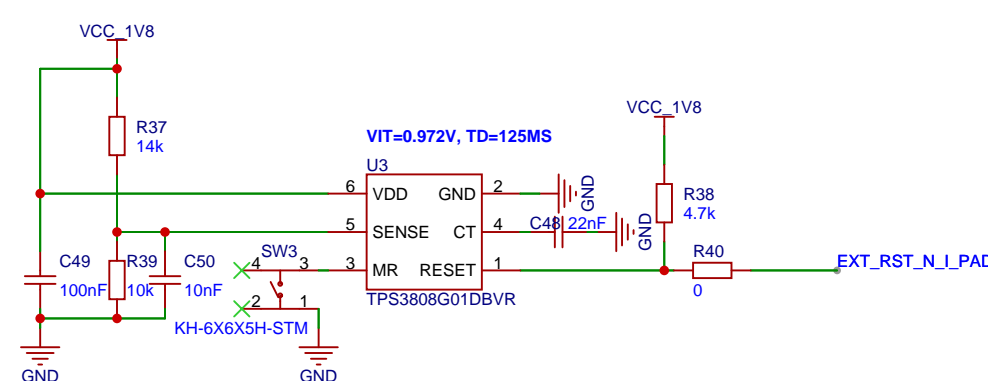 VCC_1V8
R37
14k
VCC_1V8
VIT=0.972V, TD=125MS
U3
6 VDD GND 2 GND
R38
4.7k
5 SENSE CT 4 C48 22nF GND
SW3
R40
C49 R39 C50 4 3 3 MR RESET 1 EXT_RST_N_I_PAD
100nF 10k 10nF 2 1 TPS3808G01DBVR 0
KH-6X6X5H-STM
GND GND